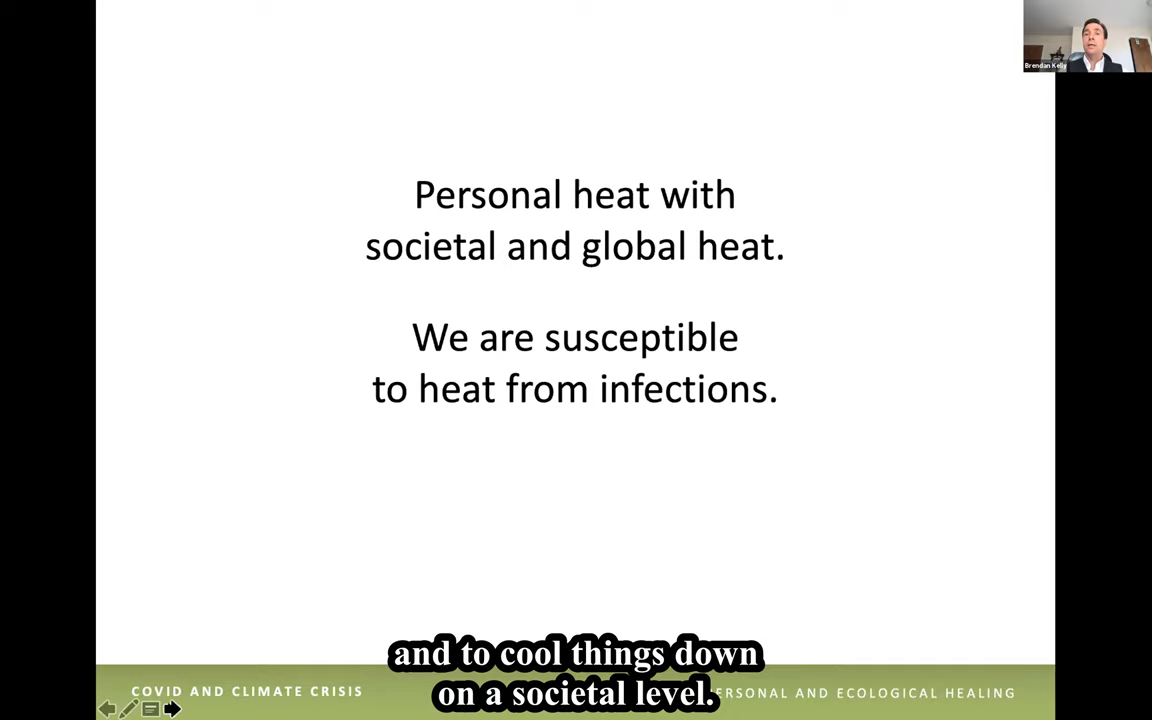 Brendan Kelly
Personal heat with
societal and global heat.
We are susceptible
to heat from infections.
and to cool things down
on a societal level.
COVID AND CLIMATE CRISIS
ERSONAL AND ECOLOGICAL HEALING